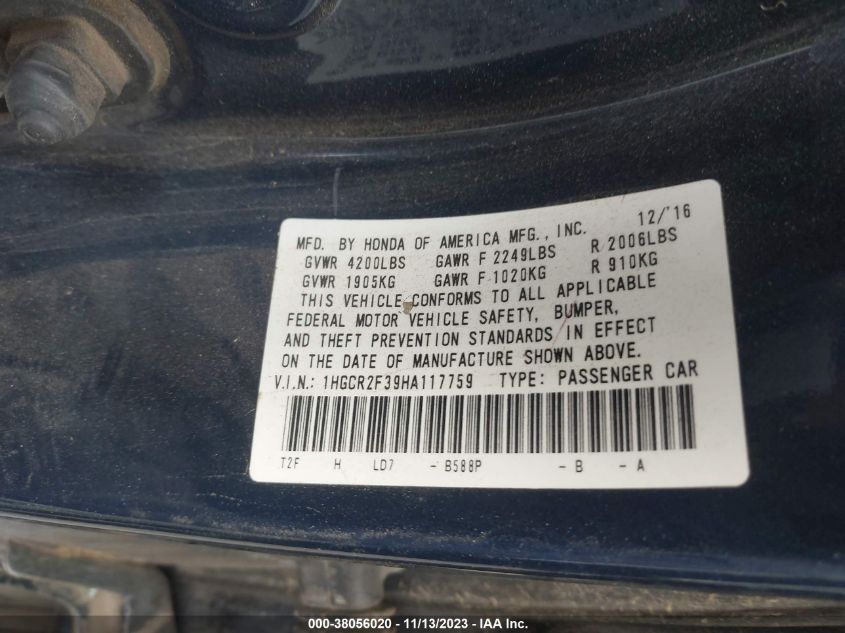 12/'16
MFD. BY HONDA OF AMERICA MFG., INC.
GVWR 4200LBS GAWR F 2249LBS R 2006LBS
GVWR 1905KG GAWR F 1020KG R 910KG
THIS VEHICLE CONFORMS TO ALL APPLICABLE
FEDERAL MOTOR VEHICLE SAFETY, BUMPER,
AND THEFT PREVENTION STANDARDS IN EFFECT
ON THE DATE OF MANUFACTURE SHOWN ABOVE.
V.I.N.: 1HGCR2F39HA117759 TYPE: PASSENGER CAR
T2F H LD7 - B588P - B - A
000-38056020 - 11/13/2023 - IAA Inc.